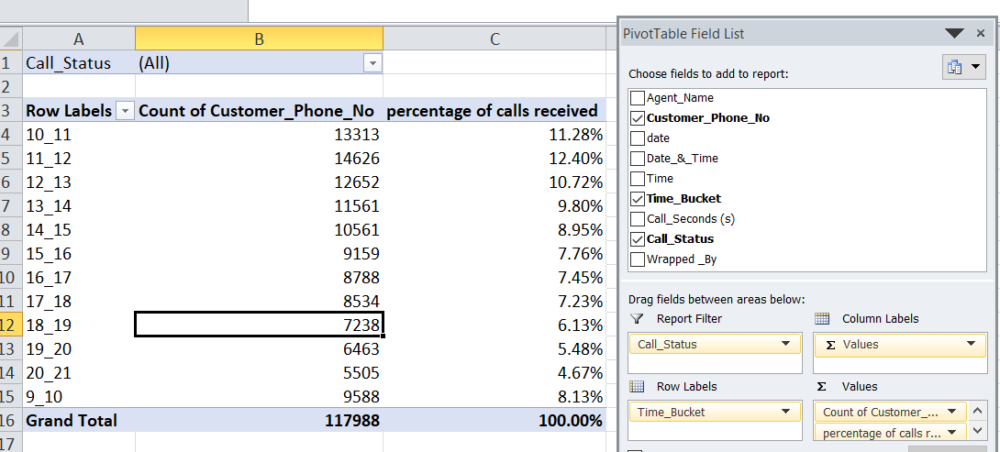 A B C
1 Call_Status (All)
2
3 Row Labels Count of Customer_Phone_No percentage of calls received
4 10_11 13313 11.28%
5 11_12 14626 12.40%
6 12_13 12652 10.72%
7 13_14 11561 9.80%
8 14_15 10561 8.95%
9 15_16 9159 7.76%
10 16_17 8788 7.45%
11 17_18 8534 7.23%
12 18_19 7238 6.13%
13 19_20 6463 5.48%
14 20_21 5505 4.67%
15 9_10 9588 8.13%
16 Grand Total 117988 100.00%
17
PivotTable Field List
Choose fields to add to report:
Agent_Name
Customer_Phone_No
date
Date_&_Time
Time
Time_Bucket
Call_Seconds (s)
Call_Status
Wrapped _By
Drag fields between areas below:
Report Filter Column Labels
Call_Status Σ Values
Row Labels Σ Values
Time_Bucket Count of Customer_...
percentage of calls r...